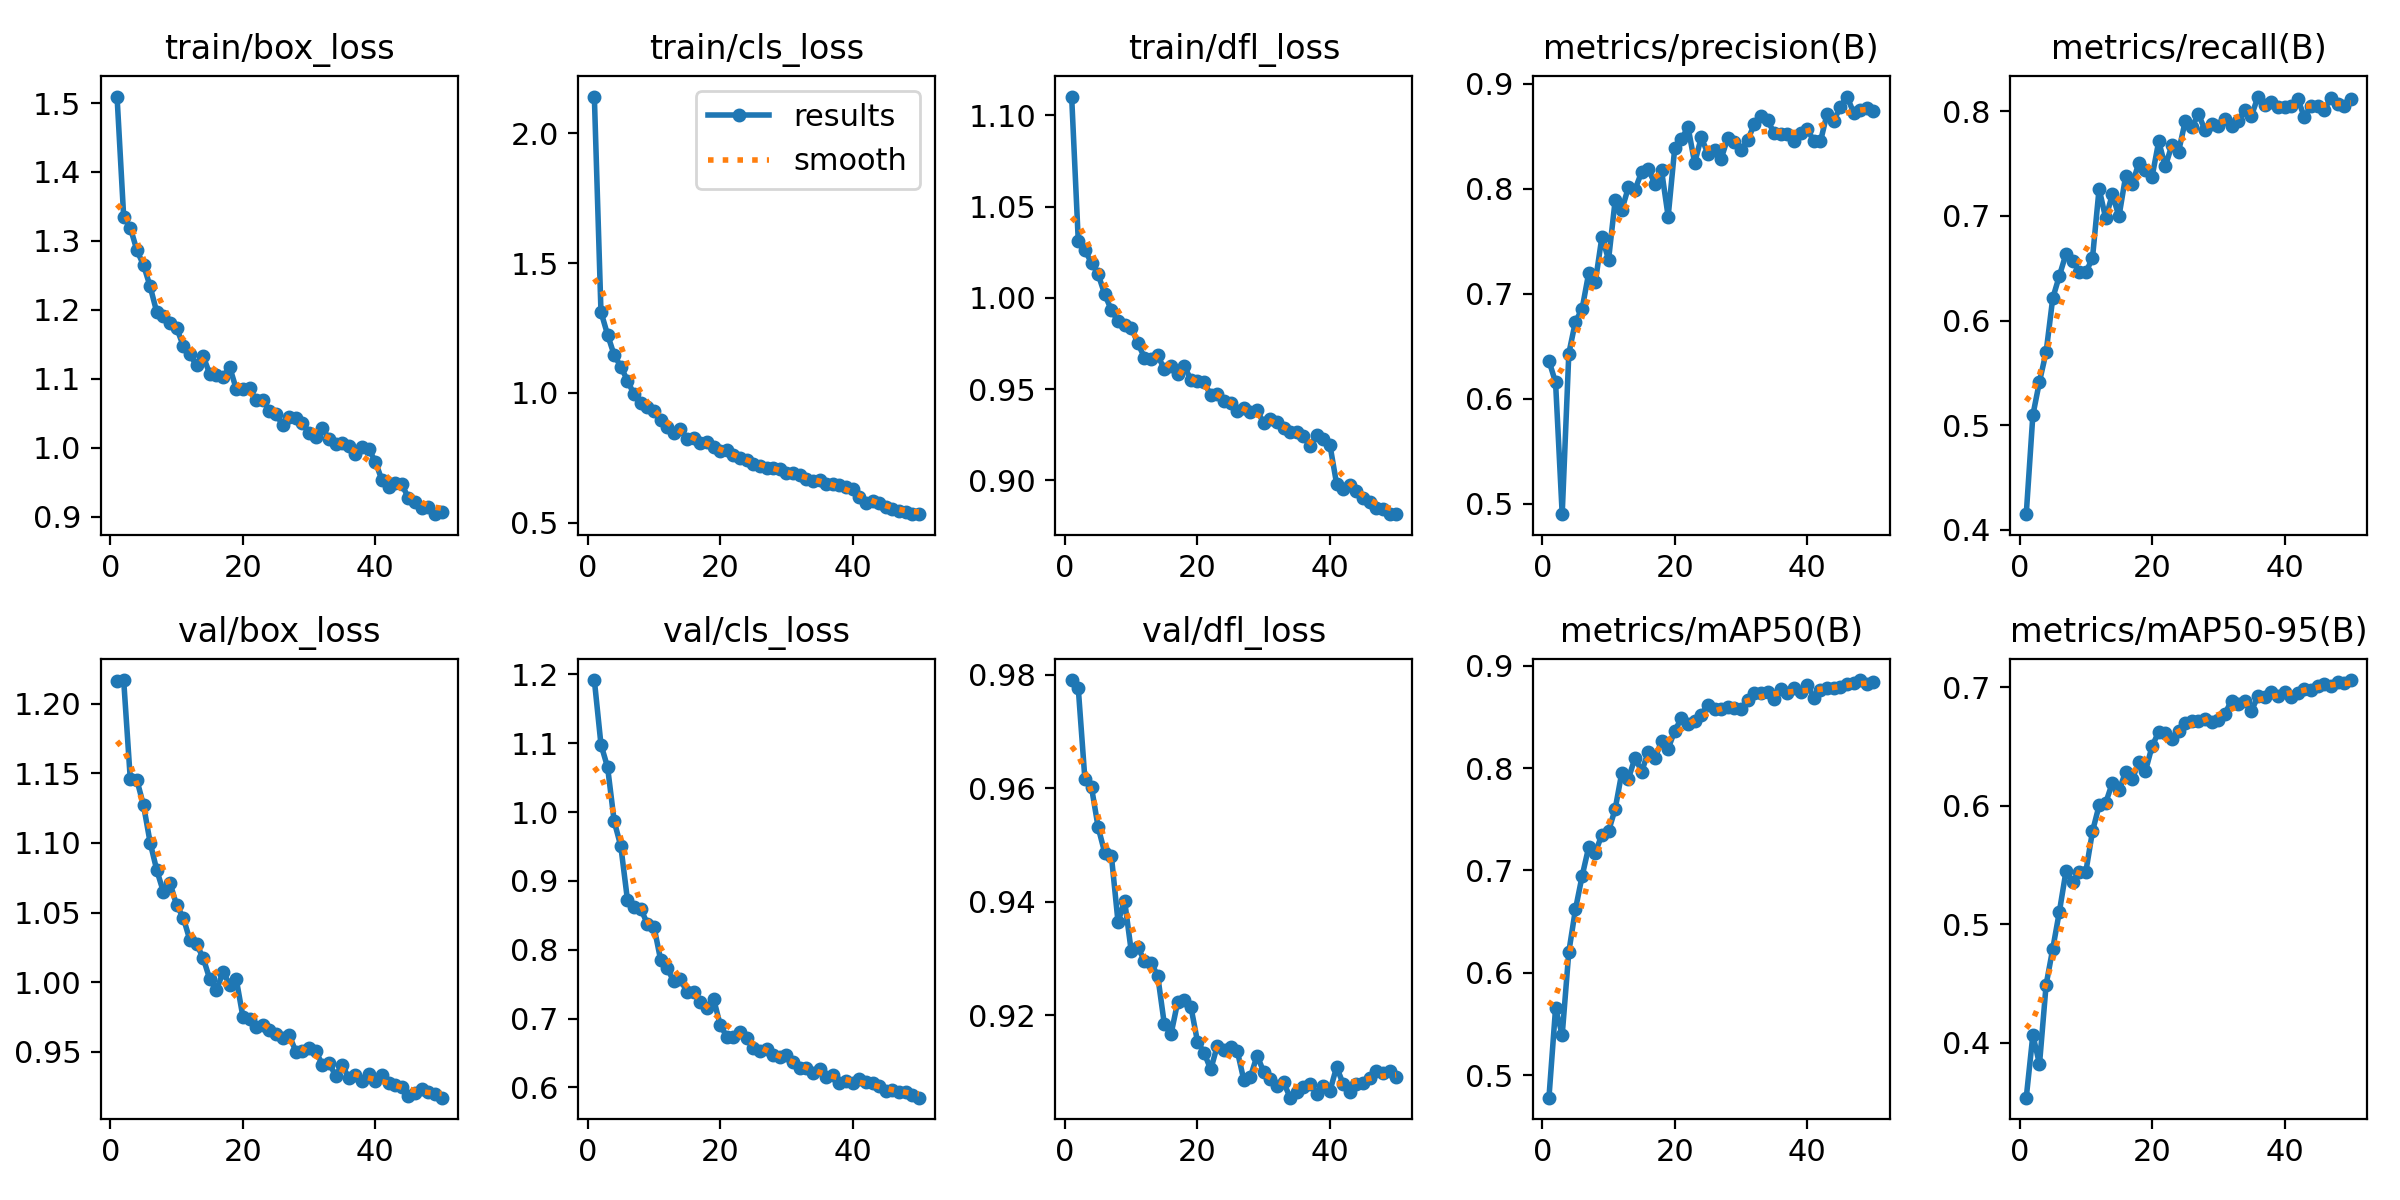 train/box_loss
1.5
1.4
1.3
1.2
1.1
1.0
0.9
0 20 40
train/cls_loss
results
smooth
2.0
1.5
1.0
0.5
0 20 40
train/dfl_loss
1.10
1.05
1.00
0.95
0.90
0 20 40
metrics/precision(B)
0.9
0.8
0.7
0.6
0.5
0 20 40
metrics/recall(B)
0.8
0.7
0.6
0.5
0.4
0 20 40
val/box_loss
1.20
1.15
1.10
1.05
1.00
0.95
0 20 40
val/cls_loss
1.2
1.1
1.0
0.9
0.8
0.7
0.6
0 20 40
val/dfl_loss
0.98
0.96
0.94
0.92
0 20 40
metrics/mAP50(B)
0.9
0.8
0.7
0.6
0.5
0 20 40
metrics/mAP50-95(B)
0.7
0.6
0.5
0.4
0 20 40